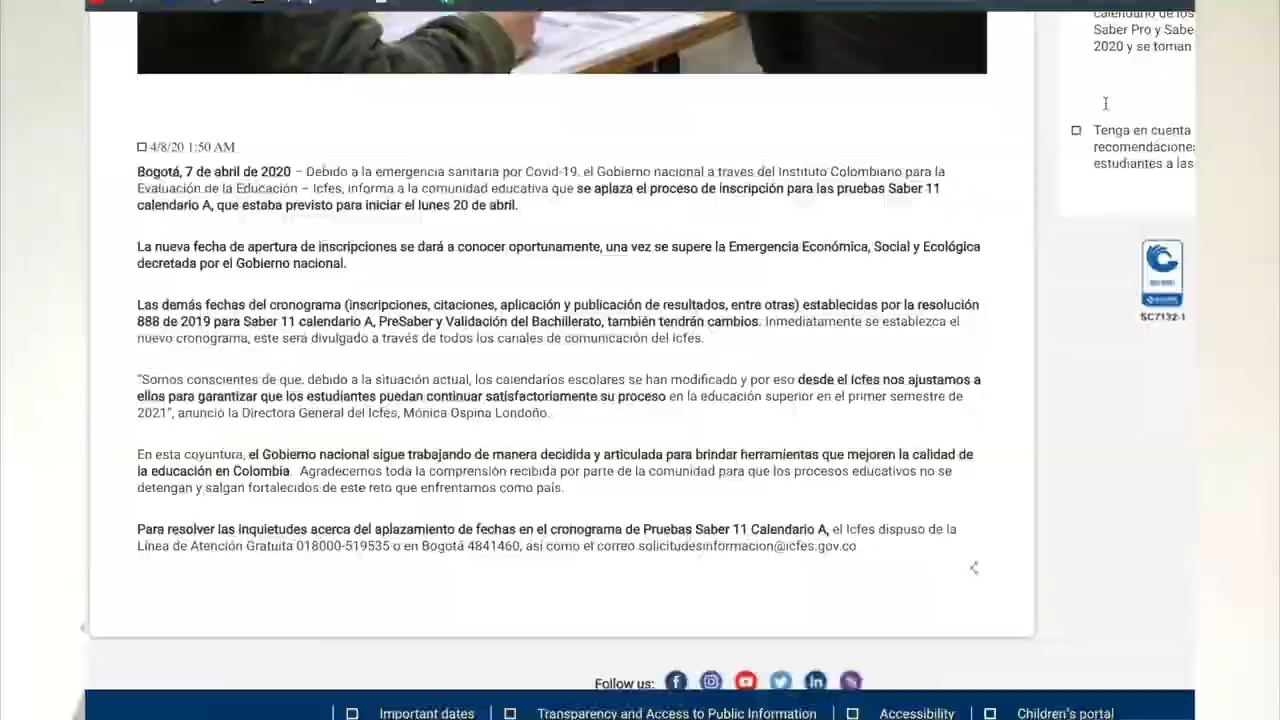 calendario de los
Saber Pro y Sabe
2020 y se toman
Tenga en cuenta
recomendaciones
estudiantes a las
4/8/20 1:50 AM
Bogotá, 7 de abril de 2020 – Debido a la emergencia sanitaria por Covid-19, el Gobierno nacional a través del Instituto Colombiano para la
Evaluación de la Educación – Icfes, informa a la comunidad educativa que se aplaza el proceso de inscripción para las pruebas Saber 11
calendario A, que estaba previsto para iniciar el lunes 20 de abril.
La nueva fecha de apertura de inscripciones se dará a conocer oportunamente, una vez se supere la Emergencia Económica, Social y Ecológica
decretada por el Gobierno nacional.
Las demás fechas del cronograma (inscripciones, citaciones, aplicación y publicación de resultados, entre otras) establecidas por la resolución
888 de 2019 para Saber 11 calendario A, PreSaber y Validación del Bachillerato, también tendrán cambios. Inmediatamente se establezca el
nuevo cronograma, este será divulgado a través de todos los canales de comunicación del Icfes.
“Somos conscientes de que, debido a la situación actual, los calendarios escolares se han modificado y por eso desde el Icfes nos ajustamos a
ellos para garantizar que los estudiantes puedan continuar satisfactoriamente su proceso en la educación superior en el primer semestre de
2021”, anunció la Directora General del Icfes, Mónica Ospina Londoño.
En esta coyuntura, el Gobierno nacional sigue trabajando de manera decidida y articulada para brindar herramientas que mejoren la calidad de
la educación en Colombia. Agradecemos toda la comprensión recibida por parte de la comunidad para que los procesos educativos no se
detengan y salgan fortalecidos de este reto que enfrentamos como país.
Para resolver las inquietudes acerca del aplazamiento de fechas en el cronograma de Pruebas Saber 11 Calendario A, el Icfes dispuso de la
Línea de Atención Gratuita 018000-519535 o en Bogotá 4841460, así como el correo solicitudesinformacion@icfes.gov.co
SC7132-1
Follow us:
Important dates
Transparency and Access to Public Information
Accessibility
Children's portal